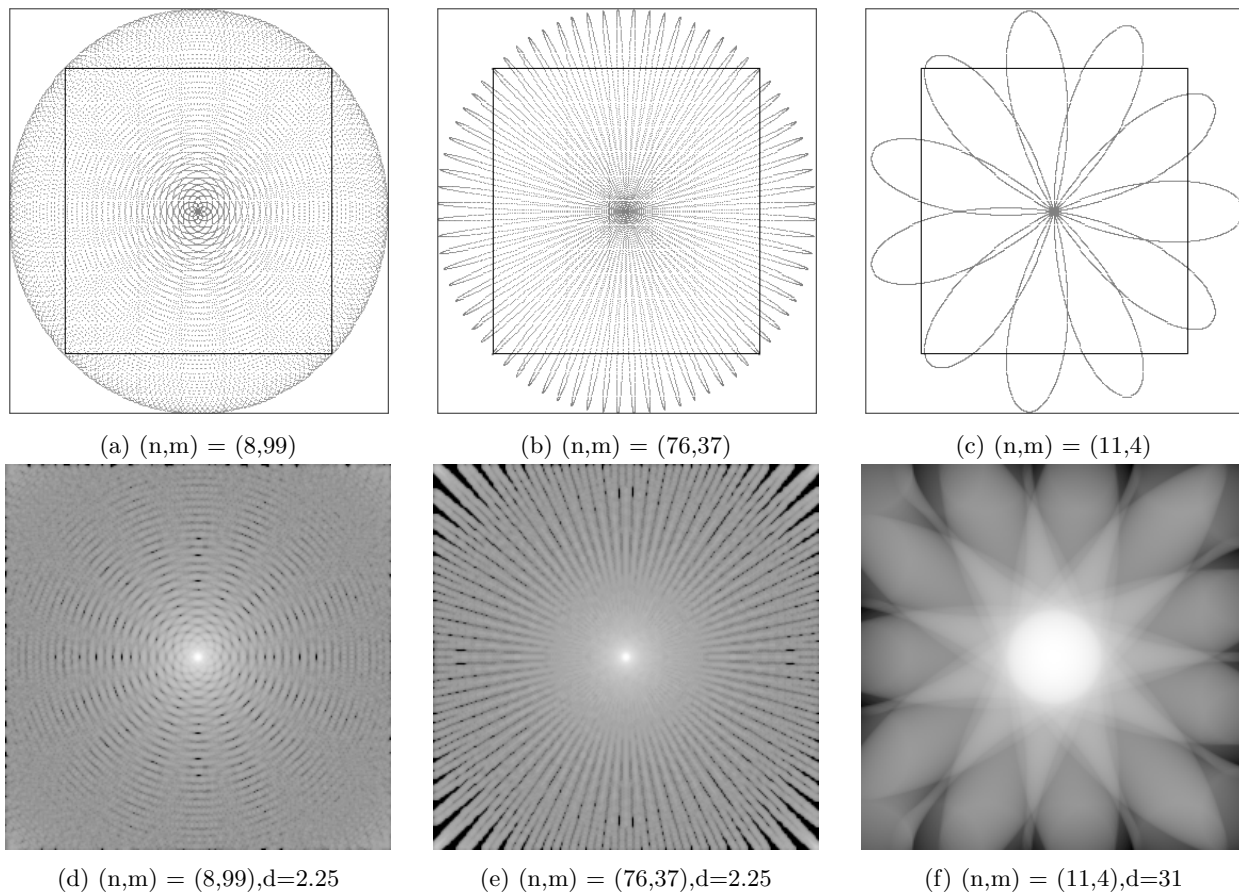 (a) (n,m) = (8,99)
(b) (n,m) = (76,37)
(c) (n,m) = (11,4)
(d) (n,m) = (8,99),d=2.25
(e) (n,m) = (76,37),d=2.25
(f) (n,m) = (11,4),d=31